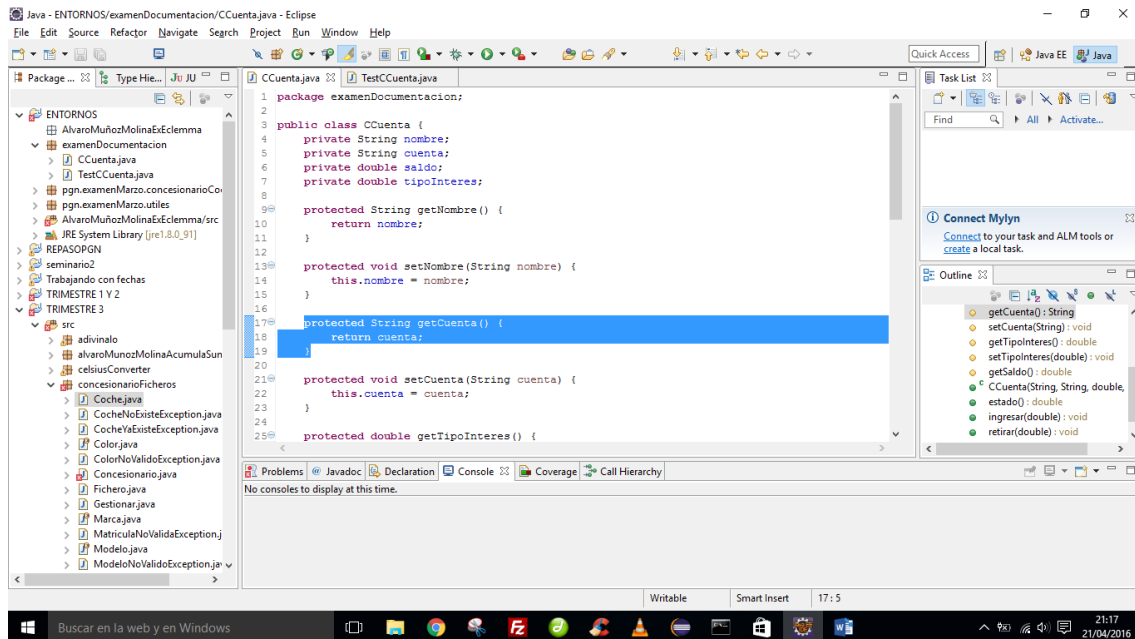 Java - ENTORNOS/examenDocumentacion/CCuenta.java - Eclipse
File Edit Source Refactor Navigate Search Project Run Window Help
Quick Access
Java EE
Java
Package ...
Type Hie...
JU
CCuenta.java
TestCCuenta.java
Task List
ENTORNOS
AlvaroMuñozMolinaExEclemma
examenDocumentacion
CCuenta.java
TestCCuenta.java
pgn.examenMarzo.concesionarioCo
pgn.examenMarzo.utiles
AlvaroMuñozMolinaExEclemma/src
JRE System Library [jre1.8.0_91]
REPASOPGN
seminario2
Trabajando con fechas
TRIMESTRE 1 Y 2
TRIMESTRE 3
src
adivinalo
alvaroMunozMolinaAcumulaSun
celsiusConverter
concesionarioFicheros
Coche.java
CocheNoExisteException.java
CocheYaExisteException.java
Color.java
ColorNoValidoException.java
Concesionario.java
Fichero.java
Gestionar.java
Marca.java
MatriculaNoValidaException.j
Modelo.java
ModeloNoValidoException.jav
1 package examenDocumentacion;
2
3 public class CCuenta {
4 private String nombre;
5 private String cuenta;
6 private double saldo;
7 private double tipoInteres;
8
9 protected String getNombre() {
10 return nombre;
11 }
12
13 protected void setNombre(String nombre) {
14 this.nombre = nombre;
15 }
16
17 protected String getCuenta() {
18 return cuenta;
19 }
20
21 protected void setCuenta(String cuenta) {
22 this.cuenta = cuenta;
23 }
24
25 protected double getTipoInteres() {
Find
All
Activate...
Connect Mylyn
Connect to your task and ALM tools or
create a local task.
Outline
getCuenta() : String
setCuenta(String) : void
getTipoInteres() : double
setTipoInteres(double) : void
getSaldo() : double
CCuenta(String, String, double,
estado() : double
ingresar(double) : void
retirar(double) : void
Problems
Javadoc
Declaration
Console
Coverage
Call Hierarchy
No consoles to display at this time.
Writable
Smart Insert
17 : 5
Buscar en la web y en Windows
21:17
21/04/2016